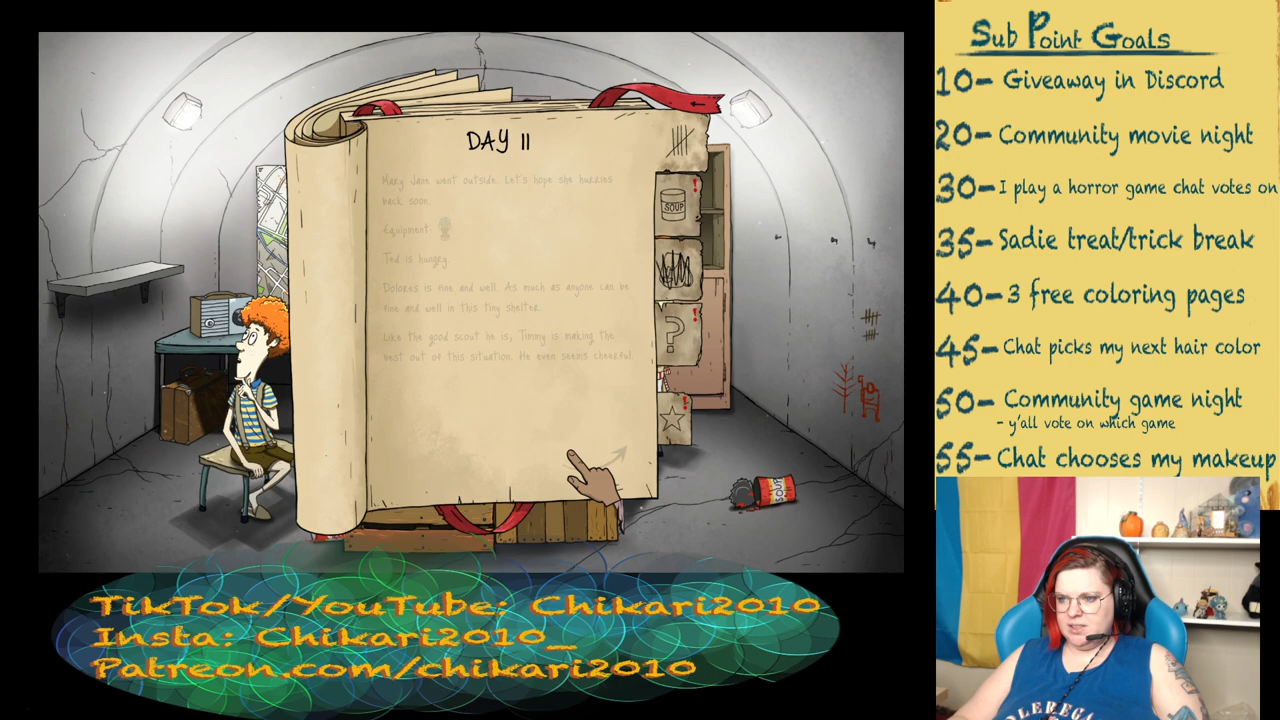 DAY 11
Mary Jane went outside. Let's hope she hurries
back soon.
Equipment:
Ted is hungry.
Dolores is fine and well. As much as anyone can be
fine and well in this tiny shelter.
Like the good scout he is, Timmy is making the
best out of this situation. He even seems cheerful.
SOUP
SOUP
Sub Point Goals
10- Giveaway in Discord
20- Community movie night
30- I play a horror game chat votes on
35- Sadie treat/trick break
40- 3 free coloring pages
45- Chat picks my next hair color
50- Community game night
- y'all vote on which game
55- Chat chooses my makeup
TikTok/YouTube: Chikari2010
Insta: Chikari2010_
Patreon.com/chikari2010